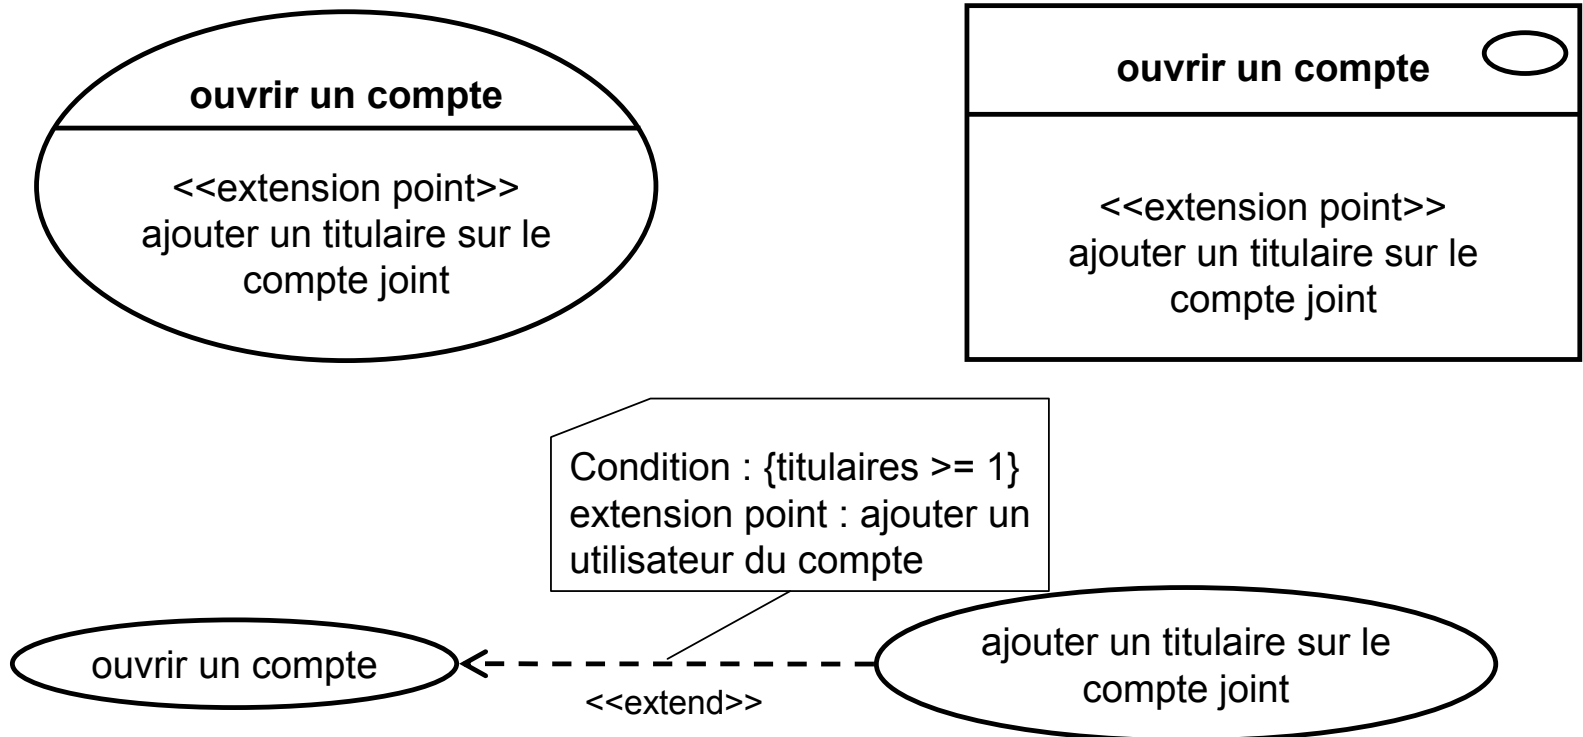 ouvrir un compte
<<extension point>>
ajouter un titulaire sur le
compte joint
ouvrir un compte
<<extension point>>
ajouter un titulaire sur le
compte joint
Condition : {titulaires >= 1}
extension point : ajouter un
utilisateur du compte
ouvrir un compte
<<extend>>
ajouter un titulaire sur le
compte joint